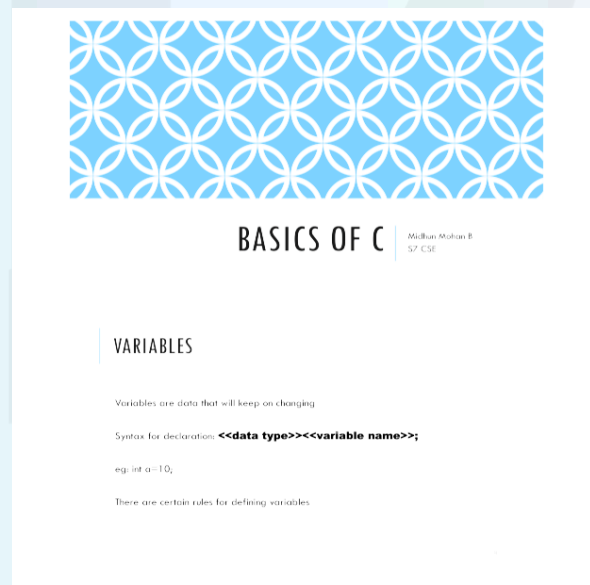 BASICS OF C
Midhun Mohan B
S7 CSE
VARIABLES
Variables are data that will keep on changing
Syntax for declaration: <<data type>><<variable name>>;
eg: int a=10;
There are certain rules for defining variables